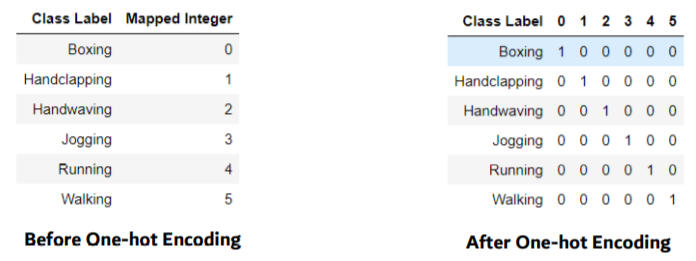 Class Label Mapped Integer
Boxing 0
Handclapping 1
Handwaving 2
Jogging 3
Running 4
Walking 5
Before One-hot Encoding
Class Label 0 1 2 3 4 5
Boxing 1 0 0 0 0 0
Handclapping 0 1 0 0 0 0
Handwaving 0 0 1 0 0 0
Jogging 0 0 0 1 0 0
Running 0 0 0 0 1 0
Walking 0 0 0 0 0 1
After One-hot Encoding